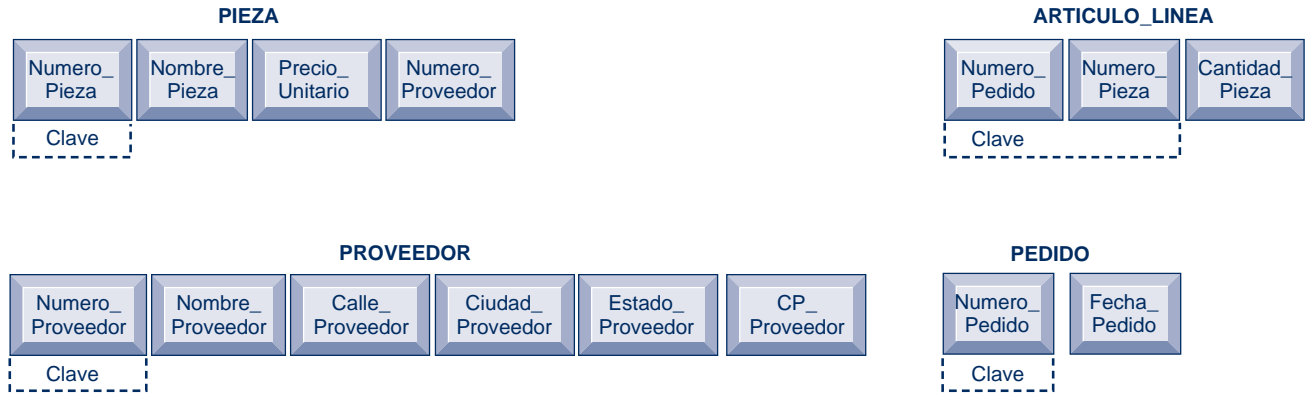 PIEZA
Numero_
Pieza
Nombre_
Pieza
Precio_
Unitario
Numero_
Proveedor
Clave
ARTICULO_LINEA
Numero_
Pedido
Numero_
Pieza
Cantidad_
Pieza
Clave
PROVEEDOR
Numero_
Proveedor
Nombre_
Proveedor
Calle_
Proveedor
Ciudad_
Proveedor
Estado_
Proveedor
CP_
Proveedor
Clave
PEDIDO
Numero_
Pedido
Fecha_
Pedido
Clave